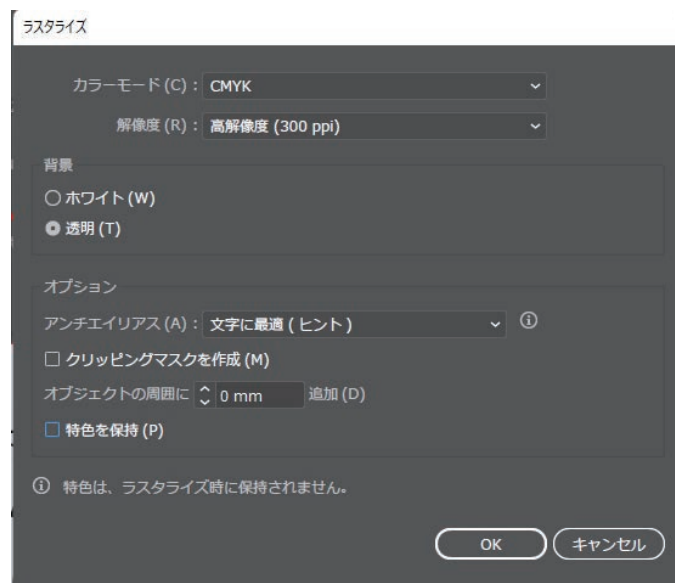 ラスタライズ
カラーモード (C) : CMYK
解像度 (R) : 高解像度 (300 ppi)
背景
ホワイト (W)
透明 (T)
オプション
アンチエイリアス (A) : 文字に最適 ( ヒント )
クリッピングマスクを作成 (M)
オブジェクトの周囲に 0 mm 追加 (D)
特色を保持 (P)
特色は、ラスタライズ時に保持されません。
OK キャンセル